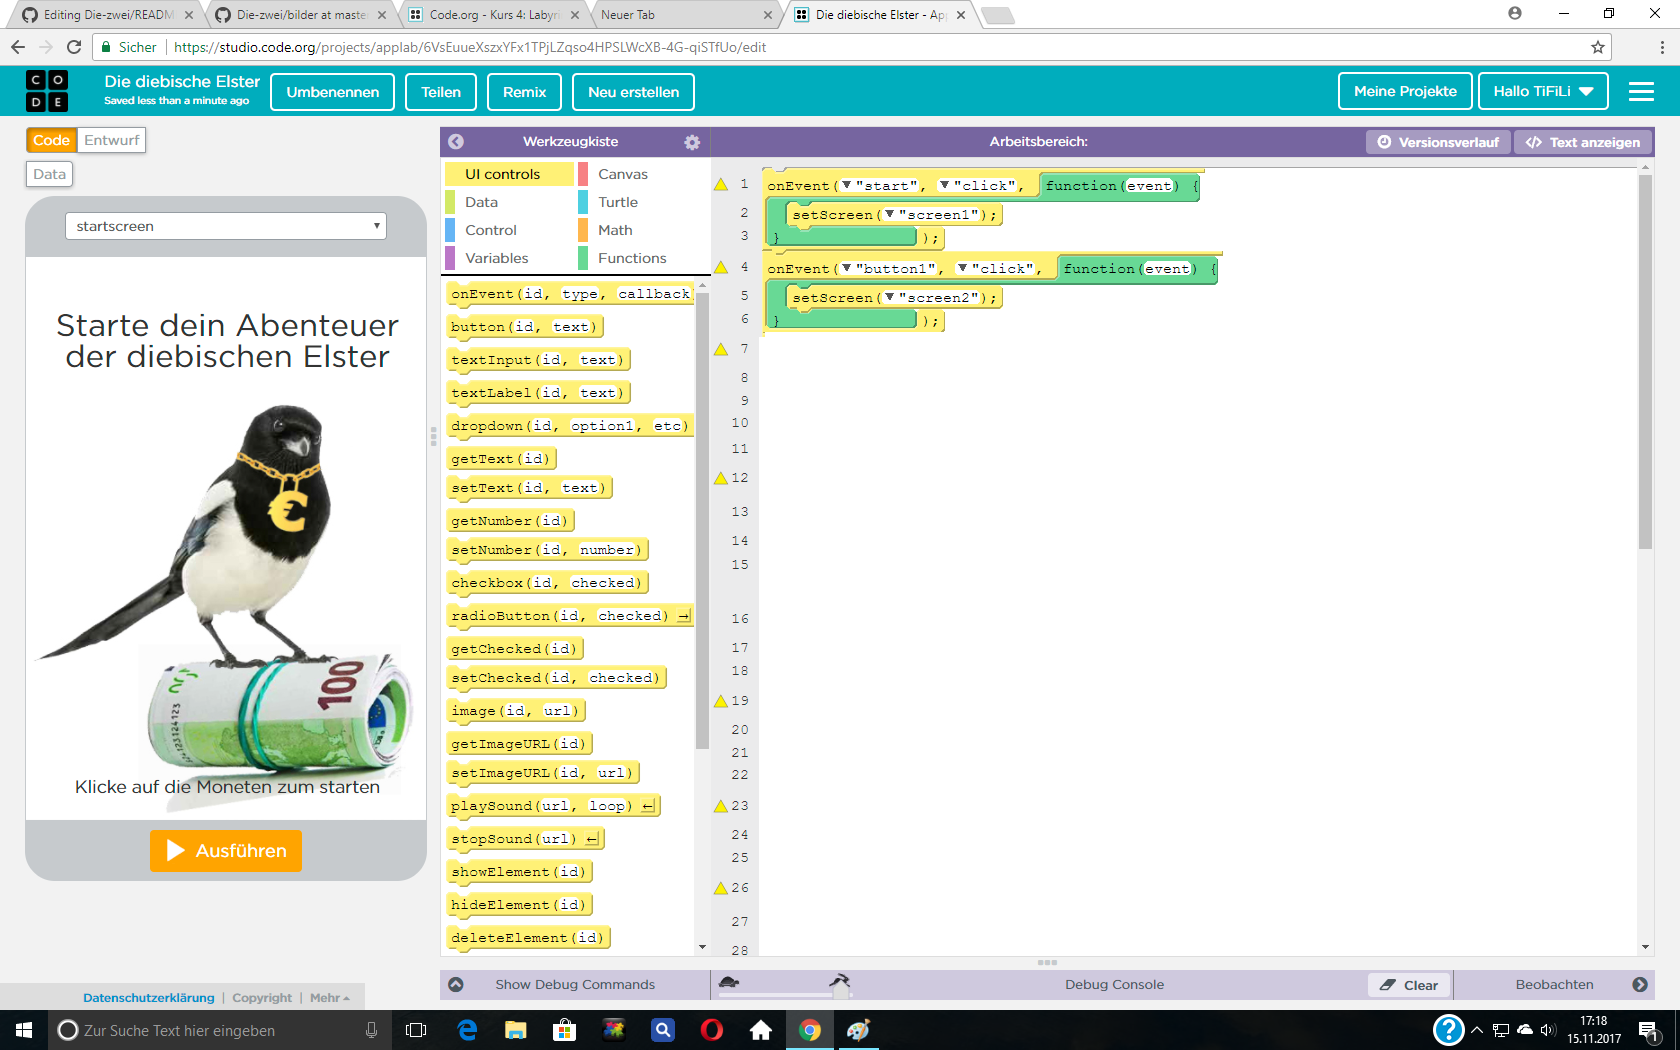 Editing Die-zwei/READM
Die-zwei/bilder at maste
Code.org - Kurs 4: Labyri
Neuer Tab
Die diebische Elster - App
Sicher
https://studio.code.org/projects/applab/6VsEuueXszxYFx1TPjLZqso4HPSLWcXB-4G-qiSTfUo/edit
C O
D E
Die diebische Elster
Saved less than a minute ago
Umbenennen
Teilen
Remix
Neu erstellen
Meine Projekte
Hallo TiFiLi
Code
Entwurf
Data
startscreen
Starte dein Abenteuer
der diebischen Elster
€
100
Klicke auf die Moneten zum starten
Ausführen
Werkzeugkiste
UI controls
Canvas
Data
Turtle
Control
Math
Variables
Functions
onEvent(id, type, callback
button(id, text)
textInput(id, text)
textLabel(id, text)
dropdown(id, option1, etc)
getText(id)
setText(id, text)
getNumber(id)
setNumber(id, number)
checkbox(id, checked)
radioButton(id, checked)
getChecked(id)
setChecked(id, checked)
image(id, url)
getImageURL(id)
setImageURL(id, url)
playSound(url, loop)
stopSound(url)
showElement(id)
hideElement(id)
deleteElement(id)
Arbeitsbereich:
Versionsverlauf
Text anzeigen
1 onEvent("start", "click", function(event) {
2 setScreen("screen1");
3 } );
4 onEvent("button1", "click", function(event) {
5 setScreen("screen2");
6 } );
7
8
9
10
11
12
13
14
15
16
17
18
19
20
21
22
23
24
25
26
27
28
Show Debug Commands
Debug Console
Clear
Beobachten
Datenschutzerklärung | Copyright | Mehr
Zur Suche Text hier eingeben
17:18
15.11.2017
1